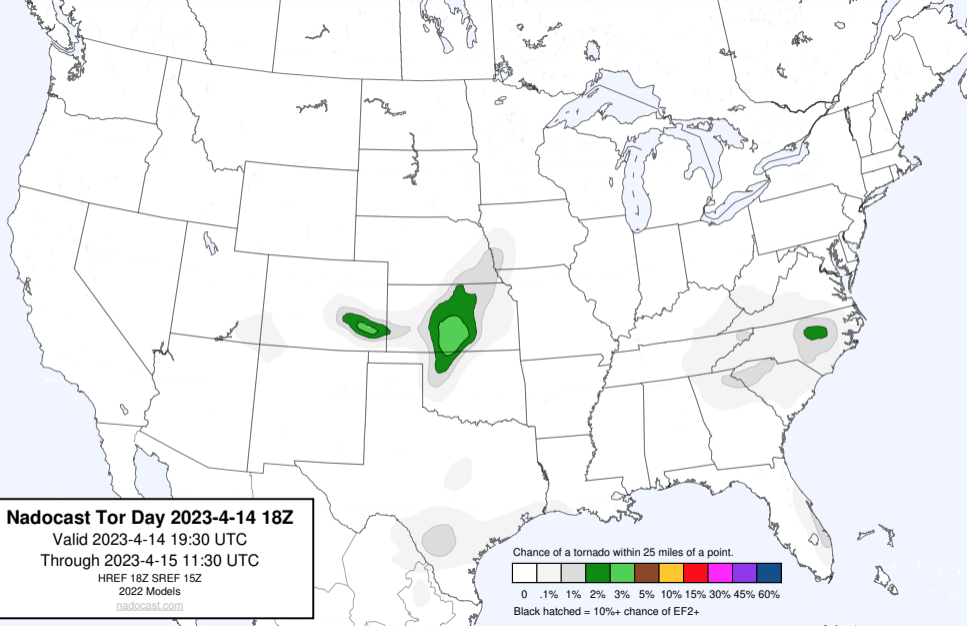 Nadocast Tor Day 2023-4-14 18Z
Valid 2023-4-14 19:30 UTC
Through 2023-4-15 11:30 UTC
HREF 18Z SREF 15Z
2022 Models
nadocast.com
Chance of a tornado within 25 miles of a point.
0 .1% 1% 2% 3% 5% 10% 15% 30% 45% 60%
Black hatched = 10%+ chance of EF2+